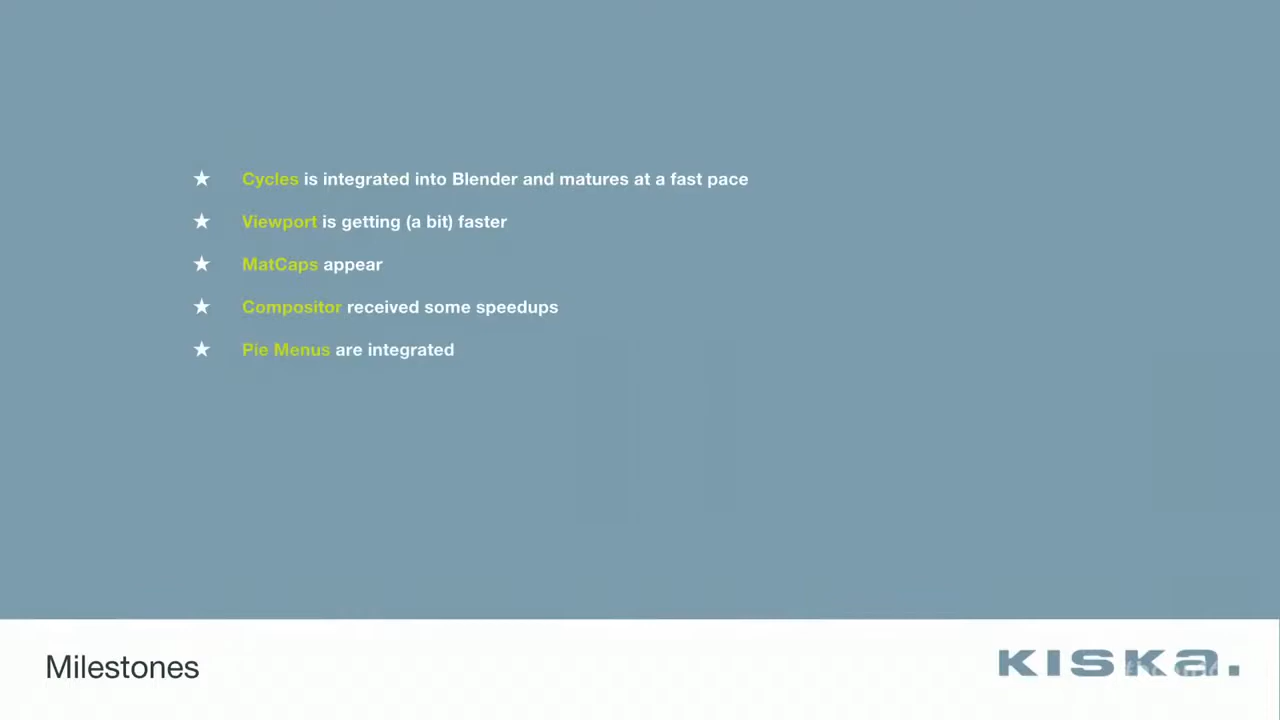 ★ Cycles is integrated into Blender and matures at a fast pace
★ Viewport is getting (a bit) faster
★ MatCaps appear
★ Compositor received some speedups
★ Pie Menus are integrated
Milestones
KISKA.